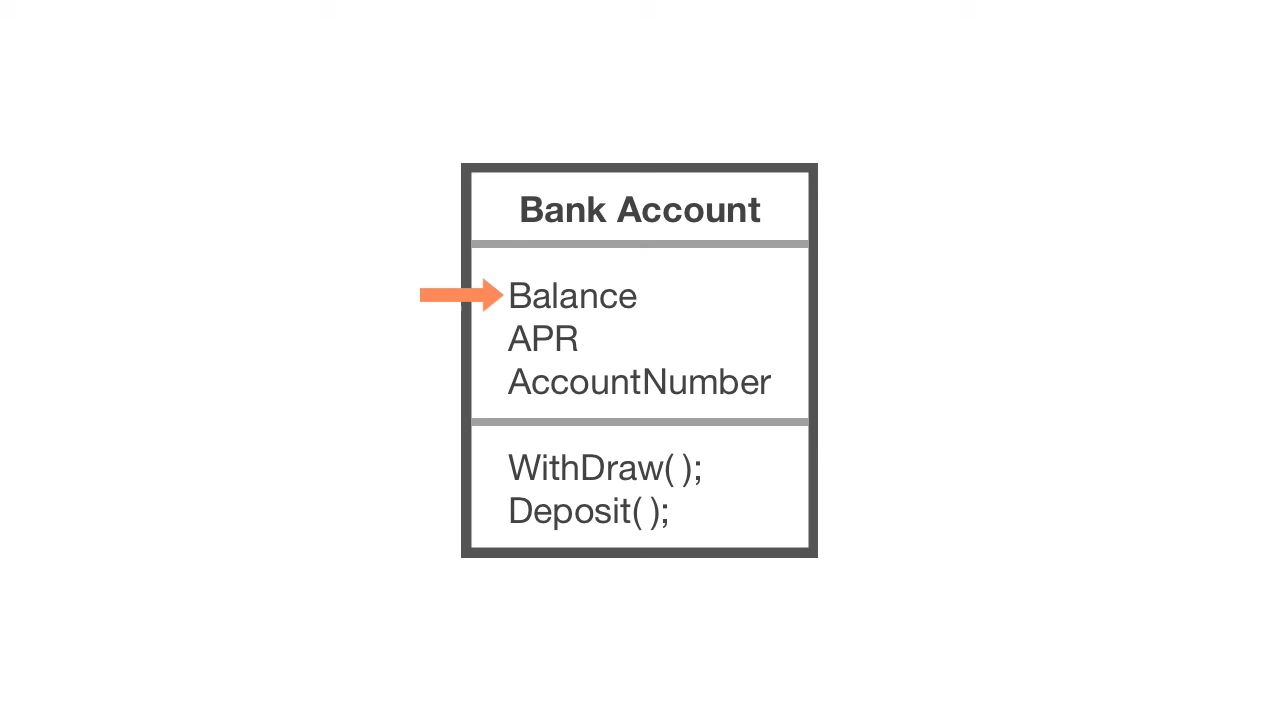 Bank Account
Balance
APR
AccountNumber
WithDraw( );
Deposit( );